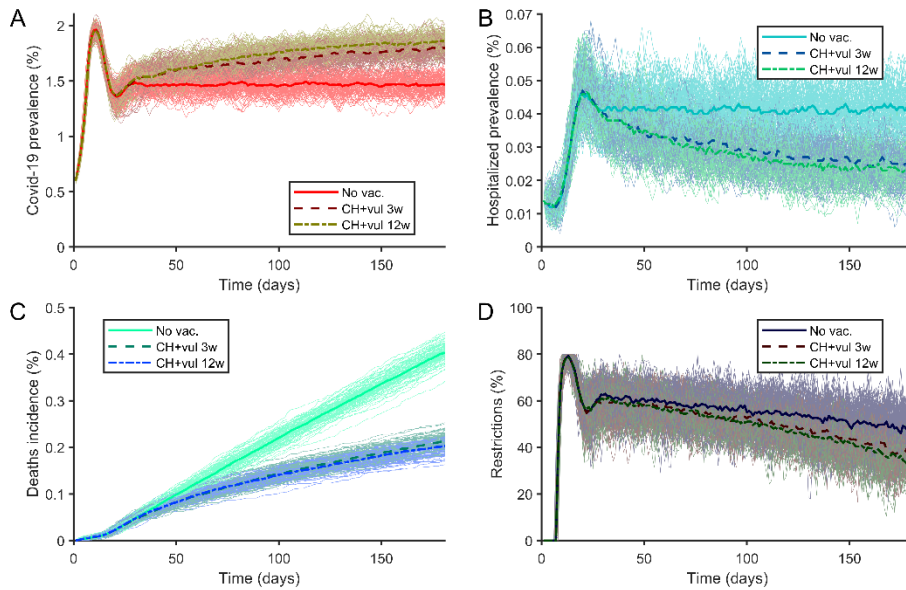 A
2
1.5
1
0.5
0
0
50
100
150
Covid-19 prevalence (%)
Time (days)
No vac.
CH+vul 3w
CH+vul 12w
B
0.07
0.06
0.05
0.04
0.03
0.02
0.01
0
0
50
100
150
Hospitalized prevalence (%)
Time (days)
No vac.
CH+vul 3w
CH+vul 12w
C
0.5
0.4
0.3
0.2
0.1
0
0
50
100
150
Deaths incidence (%)
Time (days)
No vac.
CH+vul 3w
CH+vul 12w
D
100
80
60
40
20
0
0
50
100
150
Restrictions (%)
Time (days)
No vac.
CH+vul 3w
CH+vul 12w